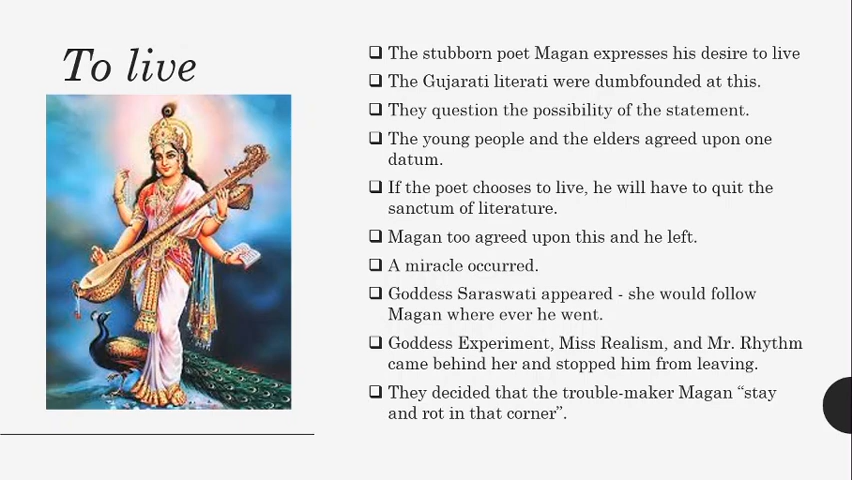 To live
❑ The stubborn poet Magan expresses his desire to live
❑ The Gujarati literati were dumbfounded at this.
❑ They question the possibility of the statement.
❑ The young people and the elders agreed upon one
datum.
❑ If the poet chooses to live, he will have to quit the
sanctum of literature.
❑ Magan too agreed upon this and he left.
❑ A miracle occurred.
❑ Goddess Saraswati appeared - she would follow
Magan where ever he went.
❑ Goddess Experiment, Miss Realism, and Mr. Rhythm
came behind her and stopped him from leaving.
❑ They decided that the trouble-maker Magan “stay
and rot in that corner”.